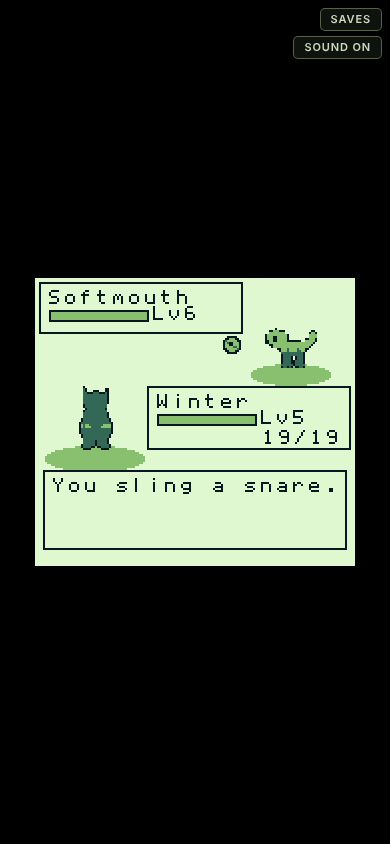 SAVES
SOUND ON
Softmouth
Lv6
Winter
Lv5
19/19
You sling a snare.